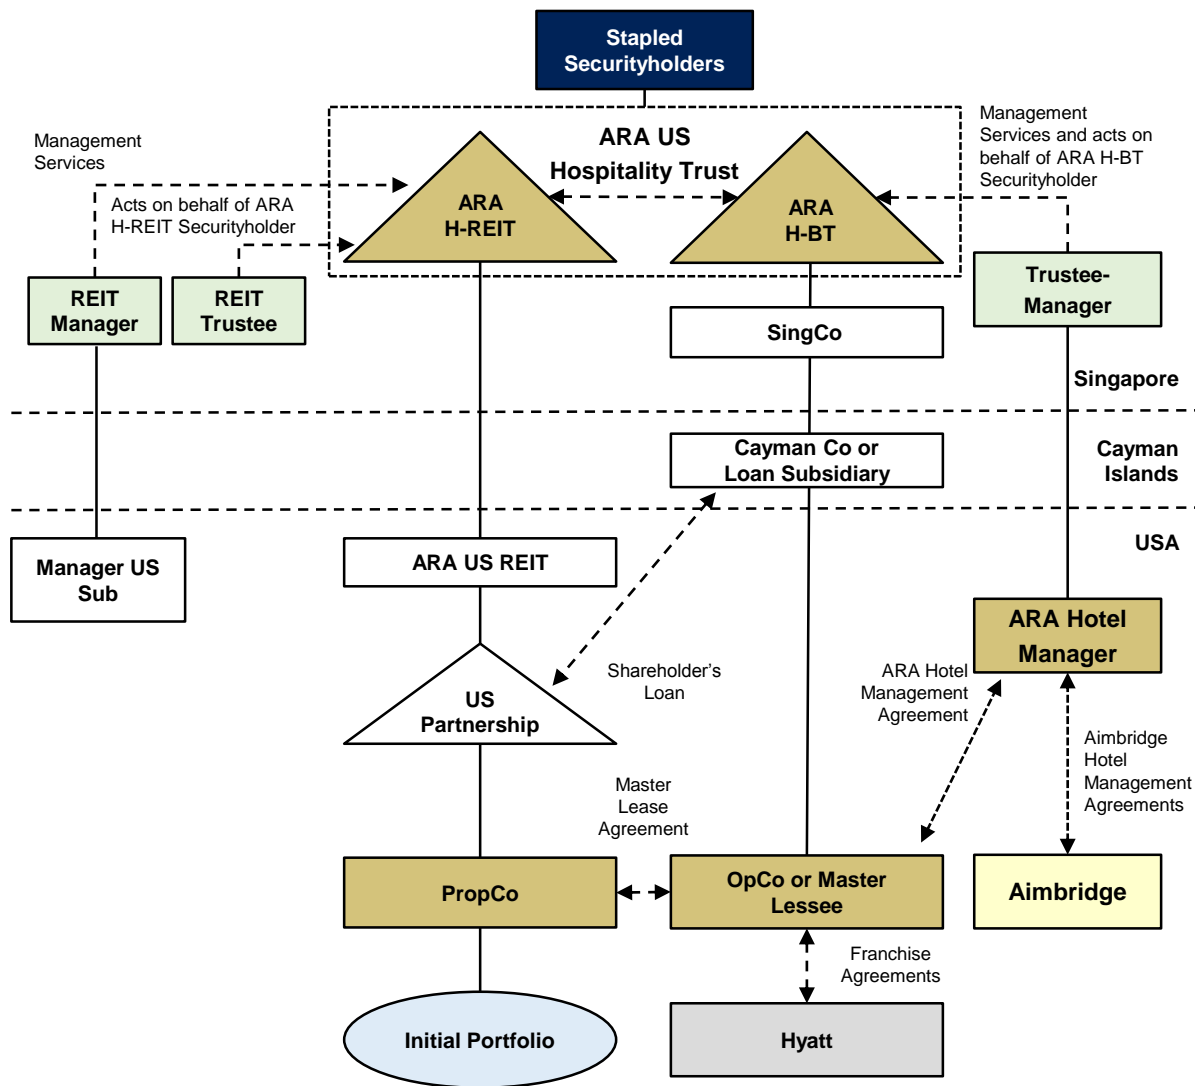 Stapled
Securityholders
Management
Services
ARA US
Hospitality Trust
Management
Services and acts on
behalf of ARA H-BT
Securityholder
Acts on behalf of ARA
H-REIT Securityholder
ARA
H-REIT
ARA
H-BT
REIT
Manager
REIT
Trustee
Trustee-
Manager
SingCo
Singapore
Cayman Co or
Loan Subsidiary
Cayman
Islands
USA
Manager US
Sub
ARA US REIT
ARA Hotel
Manager
Shareholder’s
Loan
ARA Hotel
Management
Agreement
US
Partnership
Aimbridge
Hotel
Management
Agreements
Master
Lease
Agreement
PropCo
OpCo or Master
Lessee
Aimbridge
Franchise
Agreements
Initial Portfolio
Hyatt